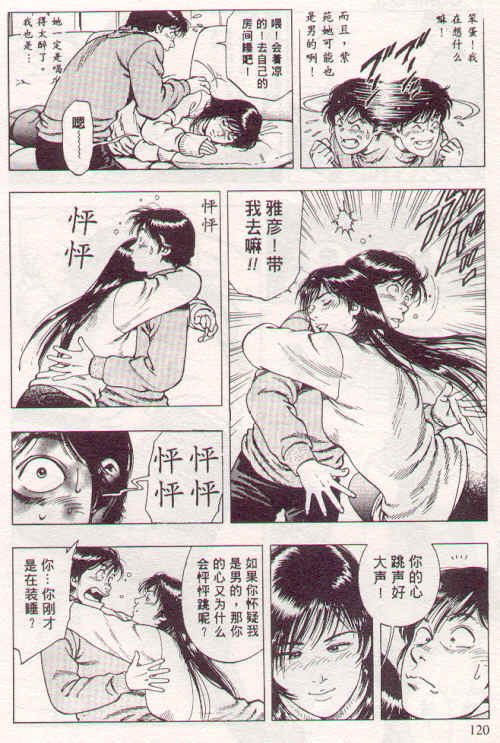 笨蛋！我
在想什么
嘛！
而且，紫
苑她可能也
是男的啊！
喂！会着凉
的！去自己的
房间睡吧！
嗯……
她一定是喝
得太醉了。
我也是…
雅彦！带
我去嘛!!
怦怦
怦怦
怦怦
怦怦
你的心
跳声好
大声！
如果你怀疑我
是男的，那你
的心又为什么
会怦怦跳呢？
你…你刚才
是在装睡？
120